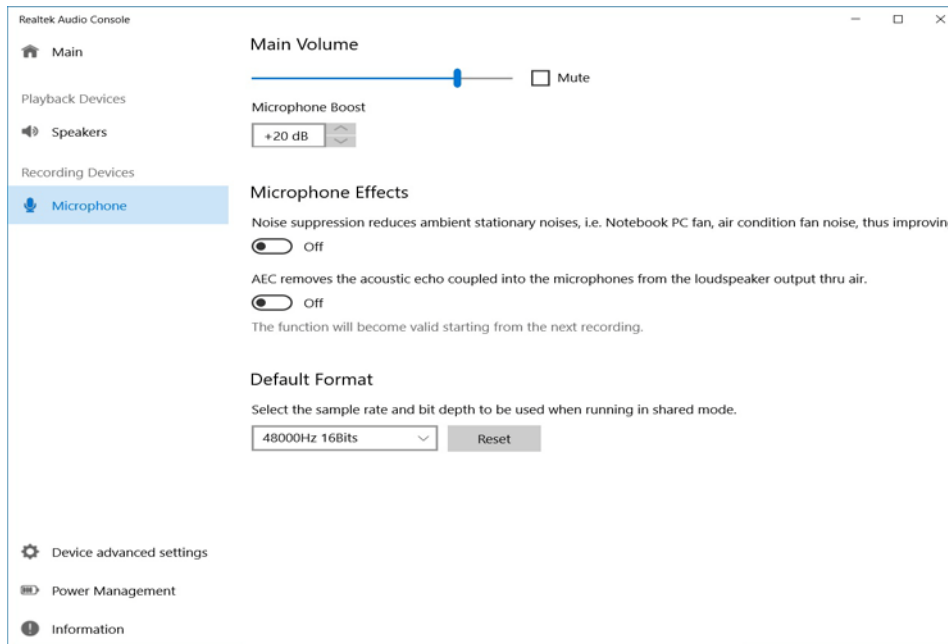 Realtek Audio Console
Main
Playback Devices
Speakers
Recording Devices
Microphone
Device advanced settings
Power Management
Information
Main Volume
Mute
Microphone Boost
+20 dB
Microphone Effects
Noise suppression reduces ambient stationary noises, i.e. Notebook PC fan, air condition fan noise, thus improvin
Off
AEC removes the acoustic echo coupled into the microphones from the loudspeaker output thru air.
Off
The function will become valid starting from the next recording.
Default Format
Select the sample rate and bit depth to be used when running in shared mode.
48000Hz 16Bits
Reset